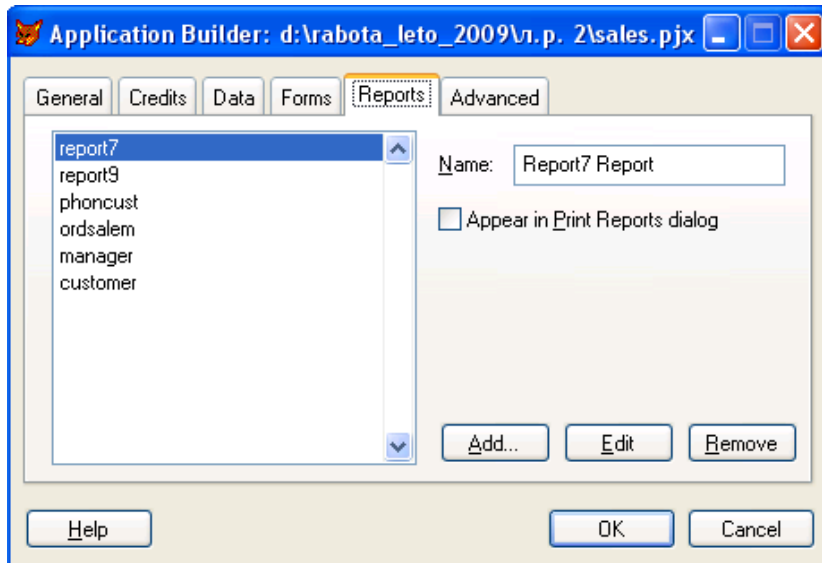 Application Builder: d:\rabota_leto_2009\л.р. 2\sales.pjx
General Credits Data Forms Reports Advanced
report7
report9
phoncust
ordsalem
manager
customer
Name: Report7 Report
Appear in Print Reports dialog
Add... Edit Remove
Help OK Cancel